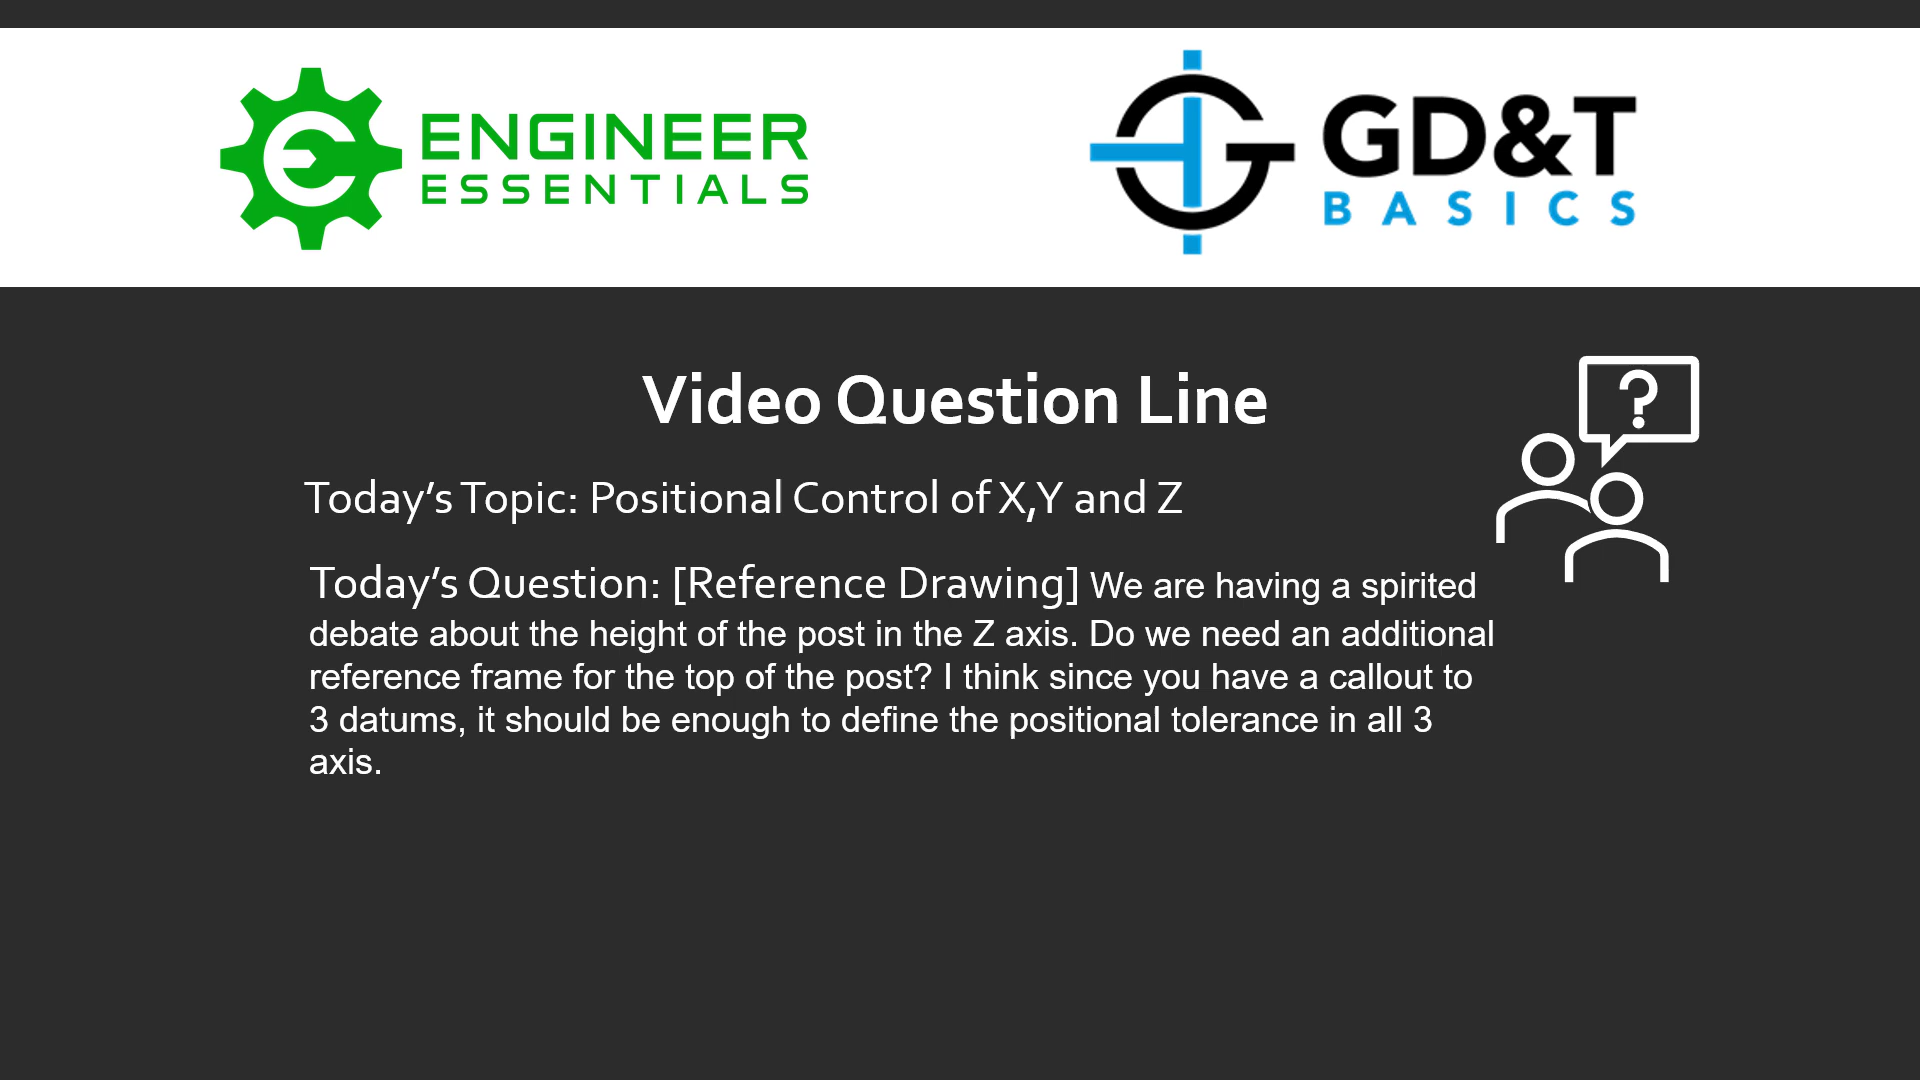 ENGINEER
ESSENTIALS
GD&T
BASICS
Video Question Line
?
Today’s Topic: Positional Control of X,Y and Z
Today’s Question: [Reference Drawing] We are having a spirited
debate about the height of the post in the Z axis. Do we need an additional
reference frame for the top of the post? I think since you have a callout to
3 datums, it should be enough to define the positional tolerance in all 3
axis.